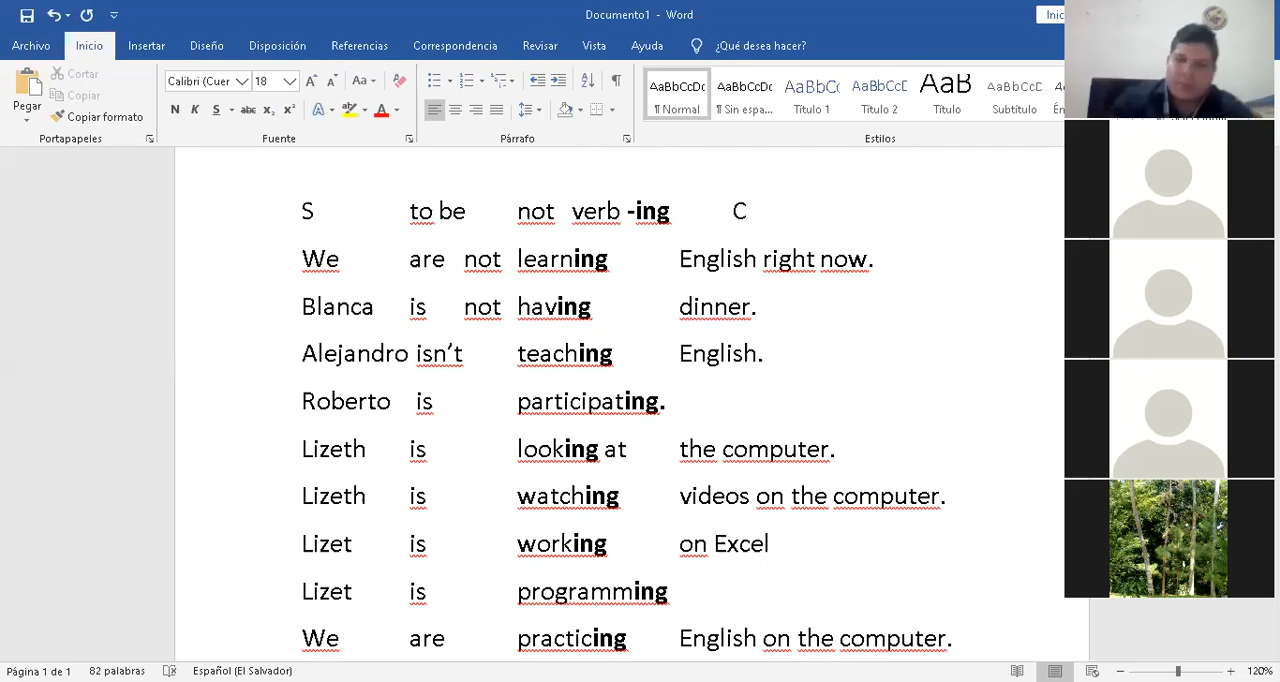 Documento1 - Word
Inic
Archivo Inicio Insertar Diseño Disposición Referencias Correspondencia Revisar Vista Ayuda ¿Qué desea hacer?
Pegar
Cortar
Copiar
Copiar formato
Portapapeles
Calibri (Cuer 18
N K S abc x₂ x²
Fuente
Párrafo
AaBbCcDc AaBbCcDc AaBbCc AaBbCcD AaB AaBbCcD
¶ Normal ¶ Sin espa... Título 1 Título 2 Título Subtítulo
Estilos
S to be not verb -ing C
We are not learning English right now.
Blanca is not having dinner.
Alejandro isn't teaching English.
Roberto is participating.
Lizeth is looking at the computer.
Lizeth is watching videos on the computer.
Lizet is working on Excel
Lizet is programming
We are practicing English on the computer.
Página 1 de 1 82 palabras Español (El Salvador) 120%